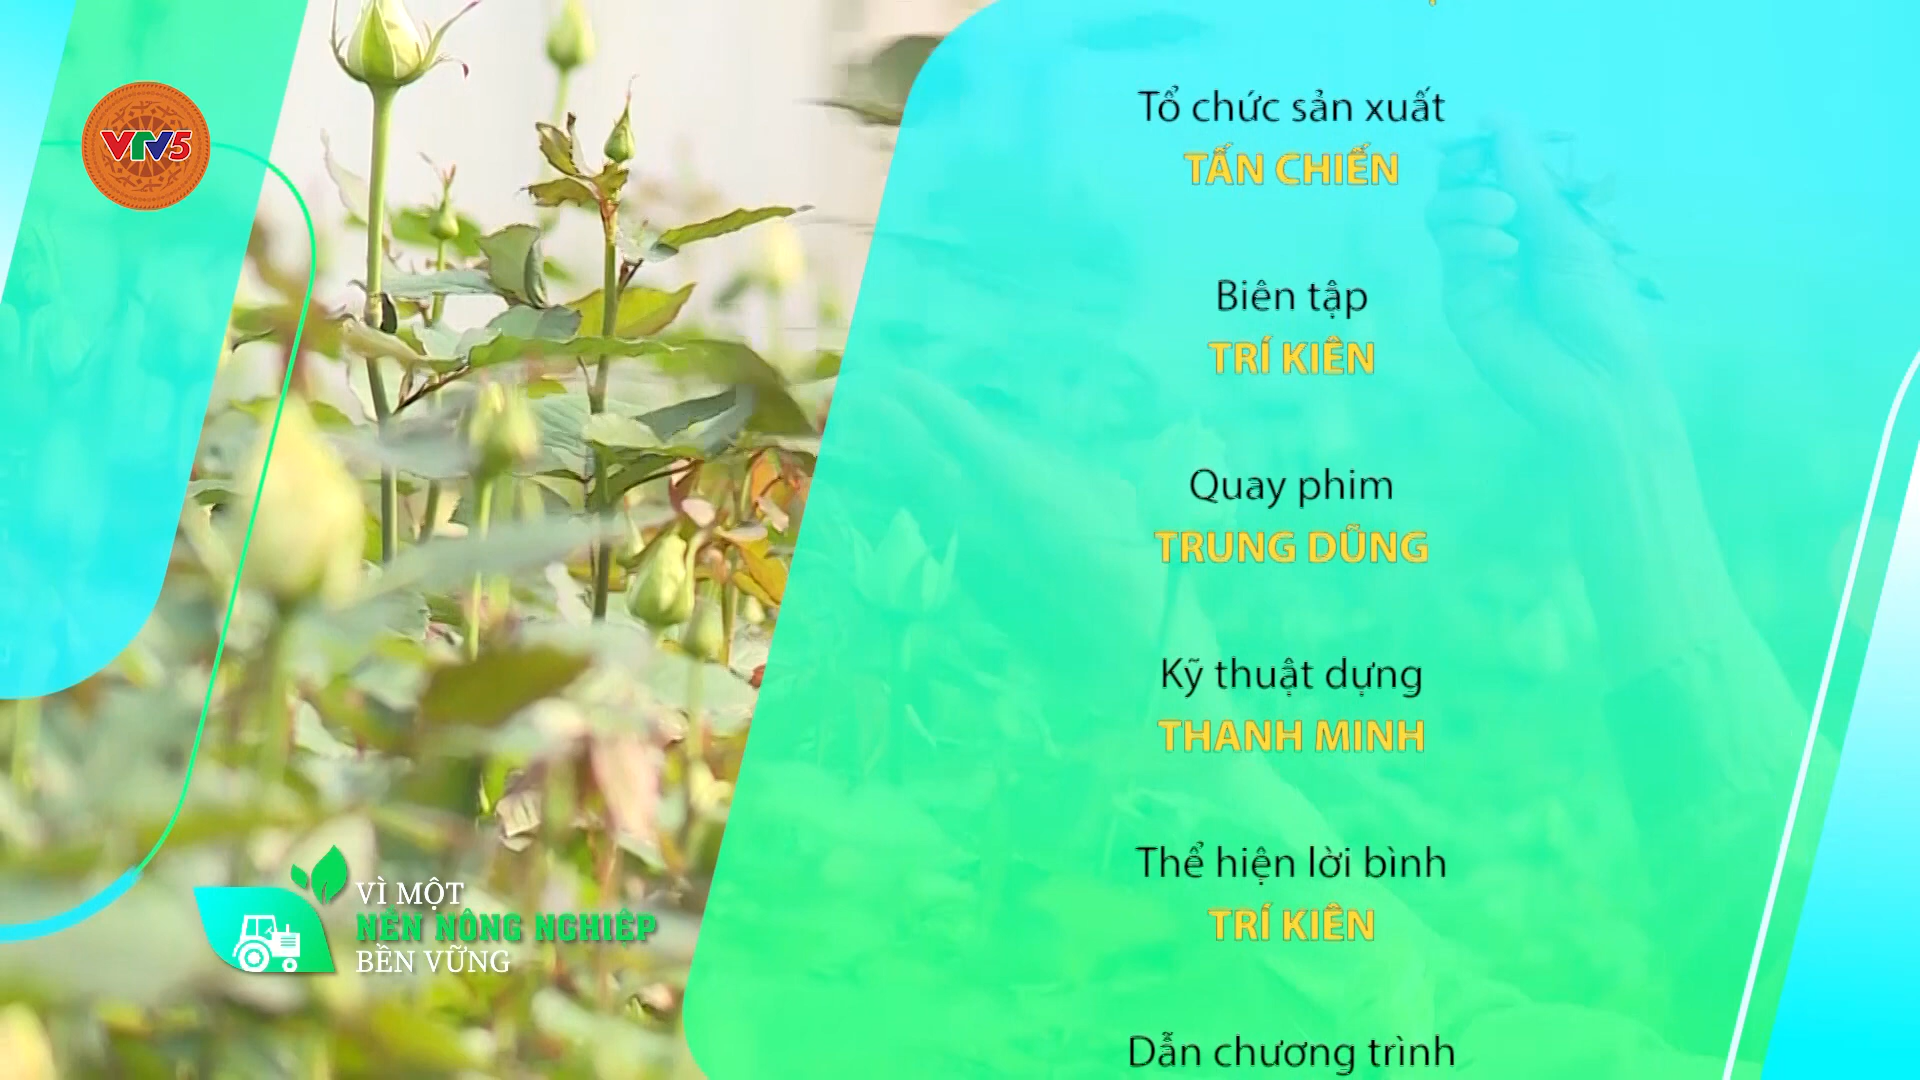 VTV5
Tổ chức sản xuất
TẤN CHIẾN
Biên tập
TRÍ KIÊN
Quay phim
TRUNG DŨNG
Kỹ thuật dựng
THANH MINH
Thể hiện lời bình
TRÍ KIÊN
Dẫn chương trình
VÌ MỘT
NỀN NÔNG NGHIỆP
BỀN VỮNG